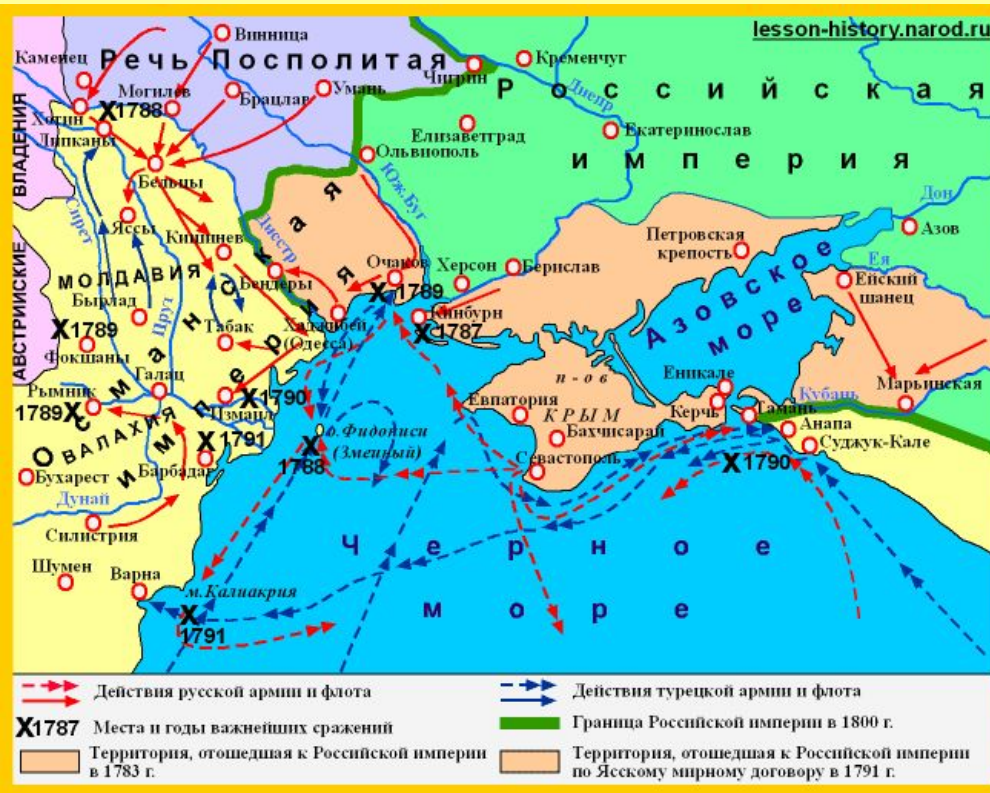 lesson-history.narod.ru
Винница
Каменец
Речь Посполитая
Кременчуг
Чигрин
Российская
империя
Могилев
Брацлав
Умань
Днепр
Хотин
Х1788
Липканы
Елизаветград
Екатеринослав
Ольвиополь
ВЛАДЕНИЯ
АВСТРИЙСКИЕ
Бельцы
Юж.Буг
Дон
Сирет
Яссы
Днестр
Кишинев
Петровская
крепость
Азов
Ея
Очаков
Херсон
Берислав
МОЛДАВИЯ
Бендеры
Х1789
Азовское
море
Ейский
шанец
Бырлад
Прут
Кинбурн
Х1787
Х1789
Табак
Хаджибей
(Одесса)
Фокшаны
Османская
империя
Галац
п-ов
КРЫМ
Еникале
Марьинская
Рымник
1789Х
Х1790
Измаил
Евпатория
Керчь
Тамань
Кубань
ВАЛАХИЯ
Х1791
о.Фидониси
(Змеиный)
Х
1788
Бахчисарай
Анапа
Суджук-Кале
Бухарест
Барбадаг
Севастополь
Х1790
Дунай
Силистрия
Черное
море
Шумен
Варна
м.Калиакрия
Х
1791
Действия русской армии и флота
Действия турецкой армии и флота
Х1787 Места и годы важнейших сражений
Граница Российской империи в 1800 г.
Территория, отошедшая к Российской империи
в 1783 г.
Территория, отошедшая к Российской империи
по Ясскому мирному договору в 1791 г.